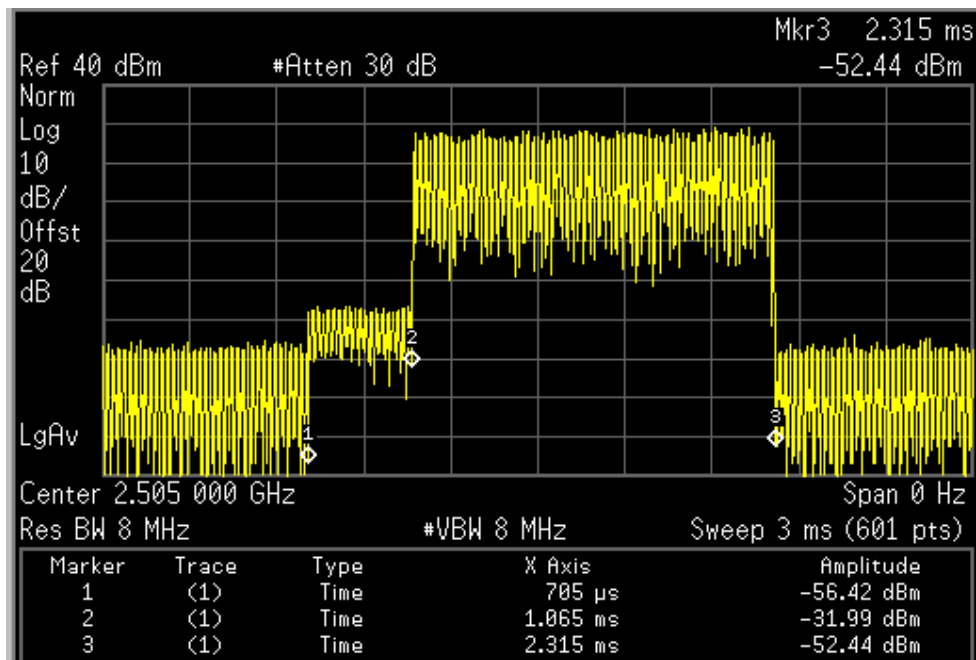 Mkr3 2.315 ms
Ref 40 dBm #Atten 30 dB -52.44 dBm
Norm
Log
10
dB/
Offst
20
dB
2
1
3
LgAv
Center 2.505 000 GHz Span 0 Hz
Res BW 8 MHz #VBW 8 MHz Sweep 3 ms (601 pts)
Marker Trace Type X Axis Amplitude
1 (1) Time 705 µs -56.42 dBm
2 (1) Time 1.065 ms -31.99 dBm
3 (1) Time 2.315 ms -52.44 dBm